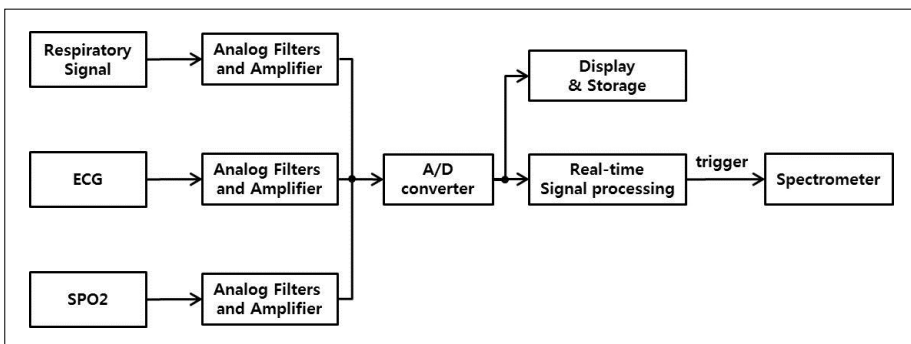 Respiratory
Signal
Analog Filters
and Amplifier
Display
& Storage
ECG
Analog Filters
and Amplifier
A/D
converter
Real-time
Signal processing
trigger
Spectrometer
SPO2
Analog Filters
and Amplifier